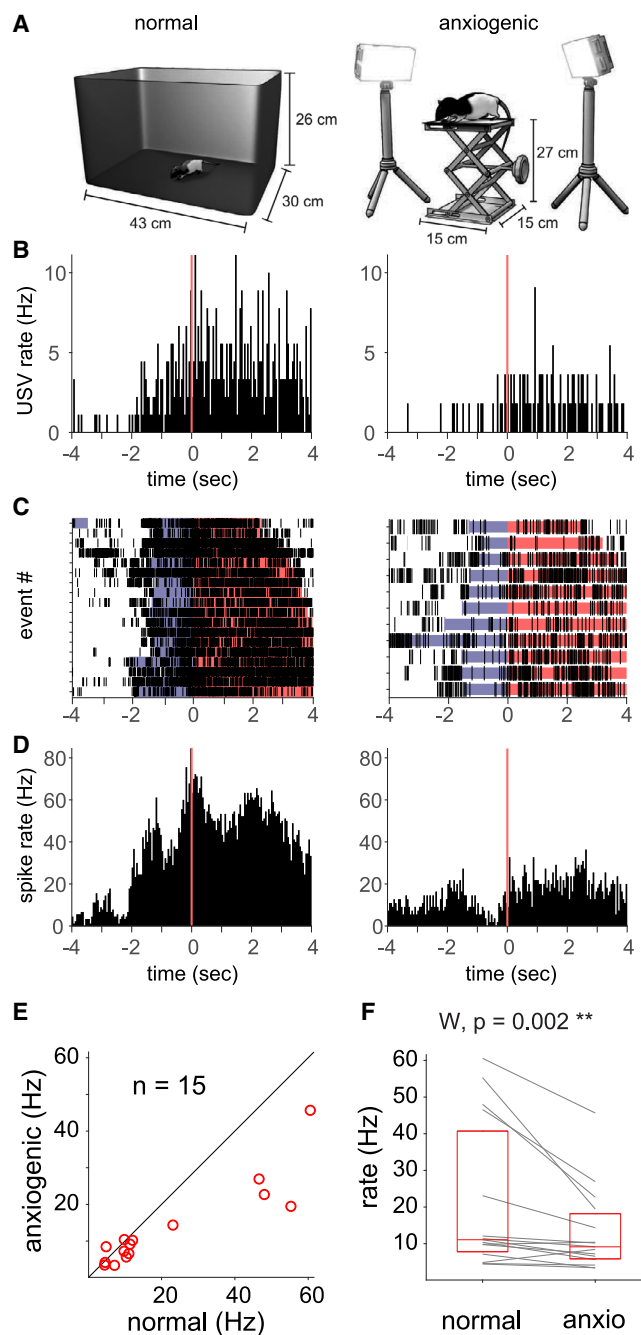 A
normal
anxiogenic
26 cm
30 cm
43 cm
27 cm
15 cm
15 cm
B
USV rate (Hz)
10
5
0
-4 -2 0 2 4
time (sec)
10
5
0
-4 -2 0 2 4
time (sec)
C
event #
-4 -2 0 2 4
-4 -2 0 2 4
D
spike rate (Hz)
80
60
40
20
0
-4 -2 0 2 4
time (sec)
80
60
40
20
0
-4 -2 0 2 4
time (sec)
E
anxiogenic (Hz)
60
40
20
n = 15
20 40 60
normal (Hz)
F
W, p = 0.002 **
rate (Hz)
60
50
40
30
20
10
normal anxio